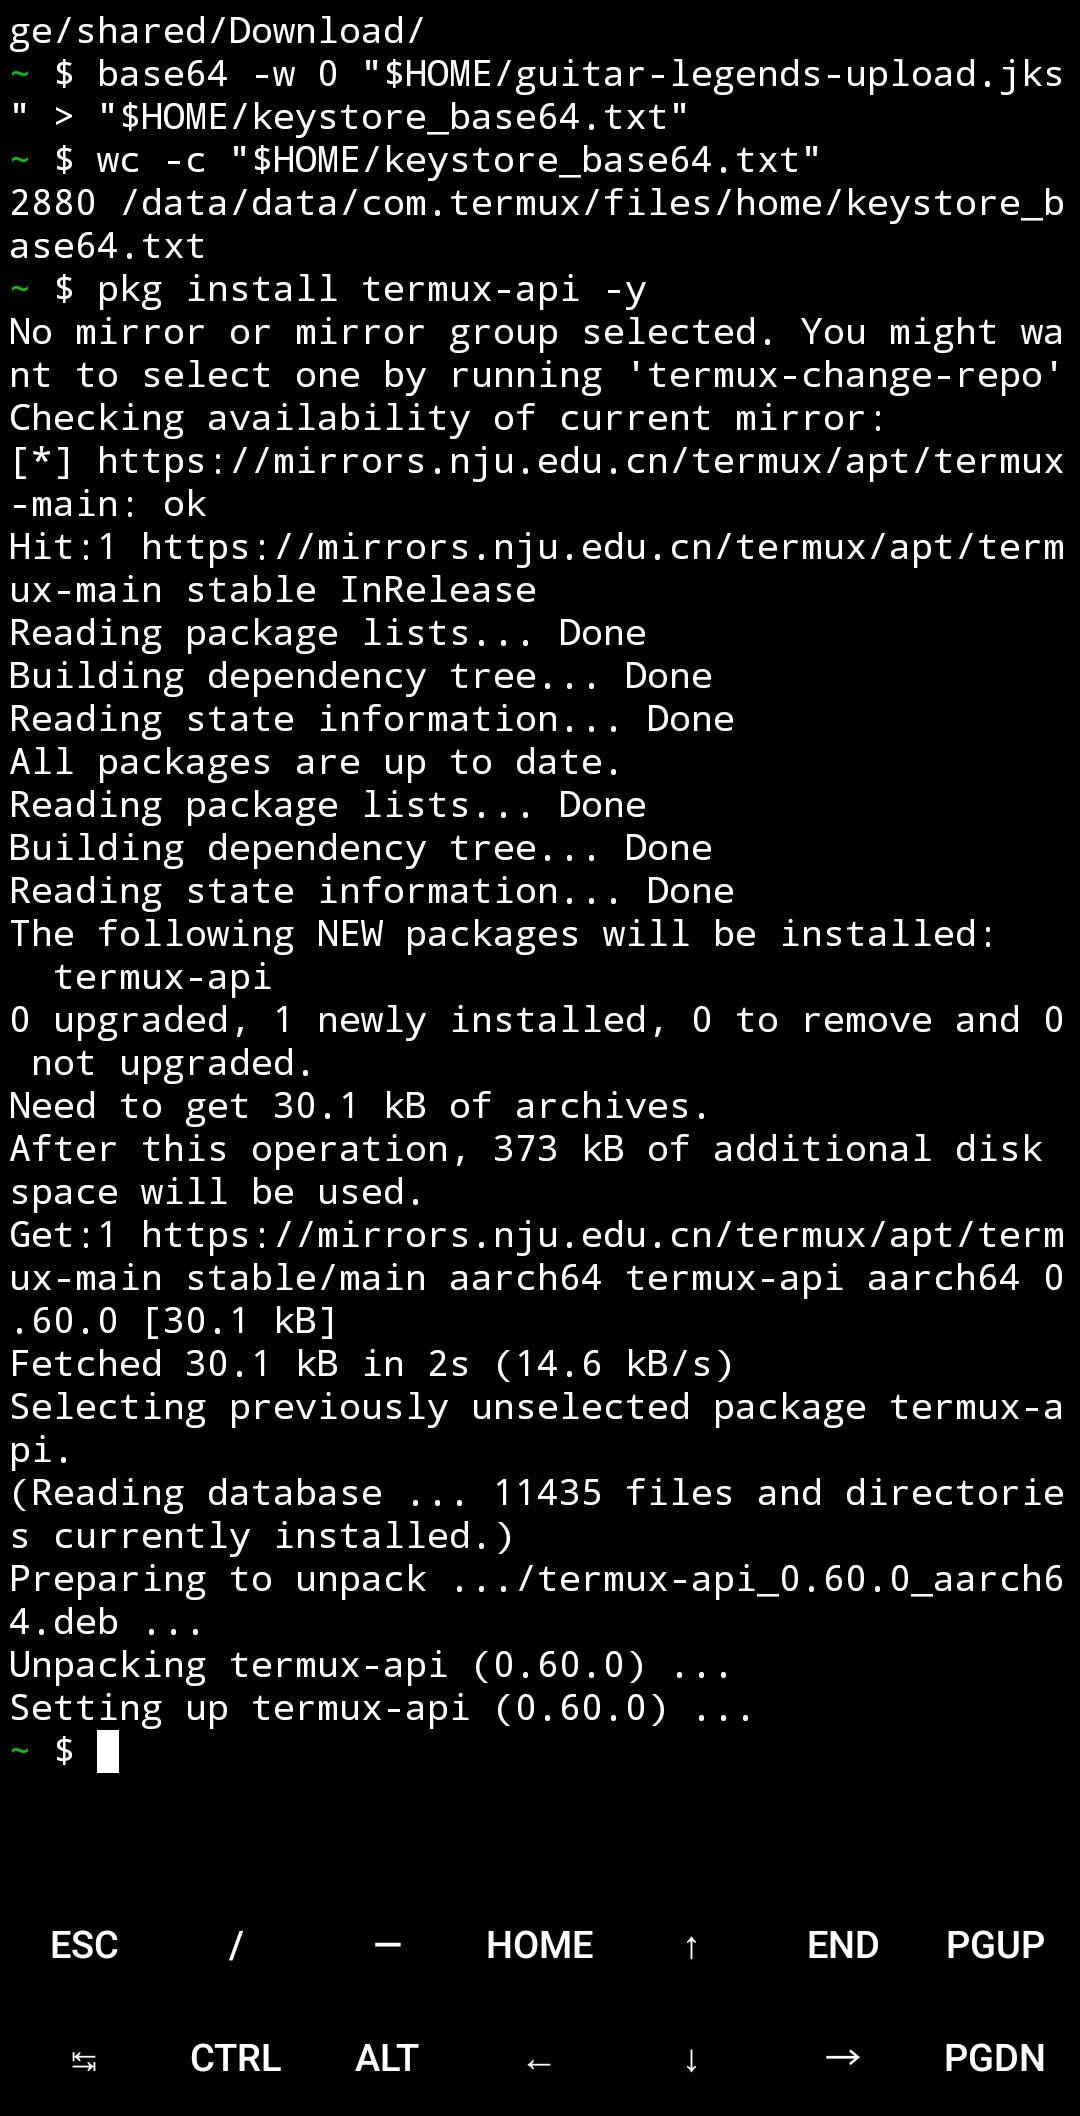 ge/shared/Download/
~ $ base64 -w 0 "$HOME/guitar-legends-upload.jks
" > "$HOME/keystore_base64.txt"
~ $ wc -c "$HOME/keystore_base64.txt"
2880 /data/data/com.termux/files/home/keystore_b
ase64.txt
~ $ pkg install termux-api -y
No mirror or mirror group selected. You might wa
nt to select one by running 'termux-change-repo'
Checking availability of current mirror:
[*] https://mirrors.nju.edu.cn/termux/apt/termux
-main: ok
Hit:1 https://mirrors.nju.edu.cn/termux/apt/term
ux-main stable InRelease
Reading package lists... Done
Building dependency tree... Done
Reading state information... Done
All packages are up to date.
Reading package lists... Done
Building dependency tree... Done
Reading state information... Done
The following NEW packages will be installed:
  termux-api
0 upgraded, 1 newly installed, 0 to remove and 0
 not upgraded.
Need to get 30.1 kB of archives.
After this operation, 373 kB of additional disk
space will be used.
Get:1 https://mirrors.nju.edu.cn/termux/apt/term
ux-main stable/main aarch64 termux-api aarch64 0
.60.0 [30.1 kB]
Fetched 30.1 kB in 2s (14.6 kB/s)
Selecting previously unselected package termux-a
pi.
(Reading database ... 11435 files and directorie
s currently installed.)
Preparing to unpack .../termux-api_0.60.0_aarch6
4.deb ...
Unpacking termux-api (0.60.0) ...
Setting up termux-api (0.60.0) ...
~ $
ESC / — HOME ↑ END PGUP
↹ CTRL ALT ← ↓ → PGDN